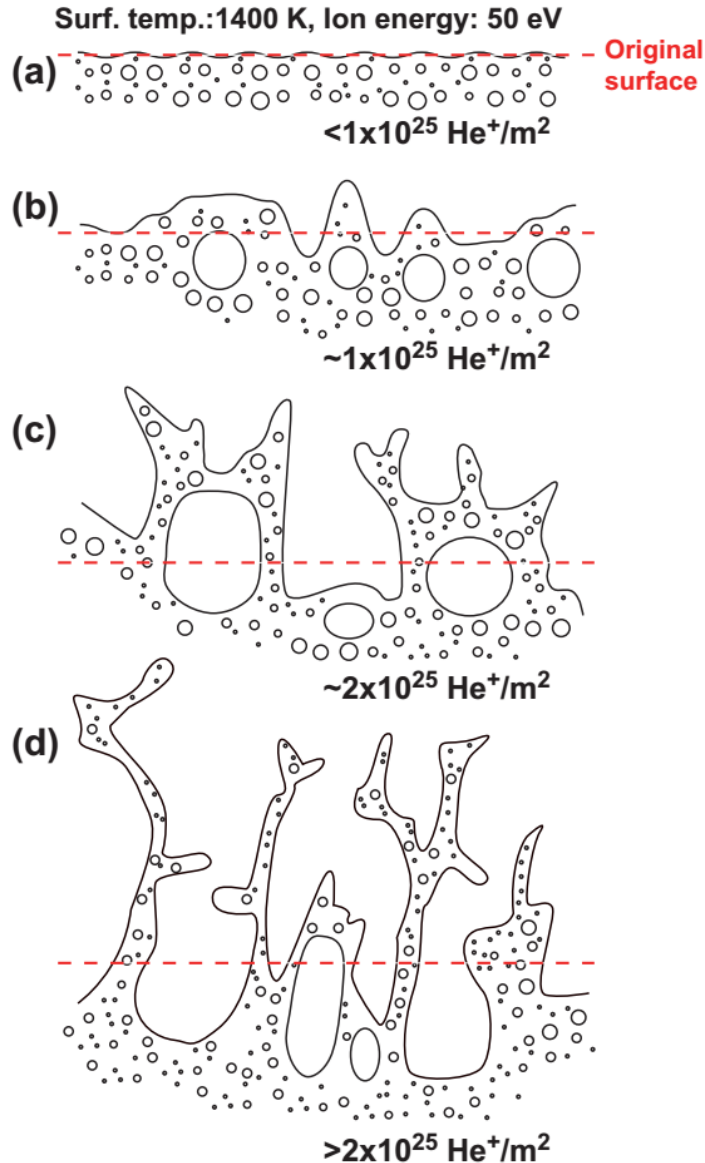 Surf. temp.:1400 K, Ion energy: 50 eV
(a)
Original
surface
<1x10²⁵ He⁺/m²
(b)
~1x10²⁵ He⁺/m²
(c)
~2x10²⁵ He⁺/m²
(d)
>2x10²⁵ He⁺/m²